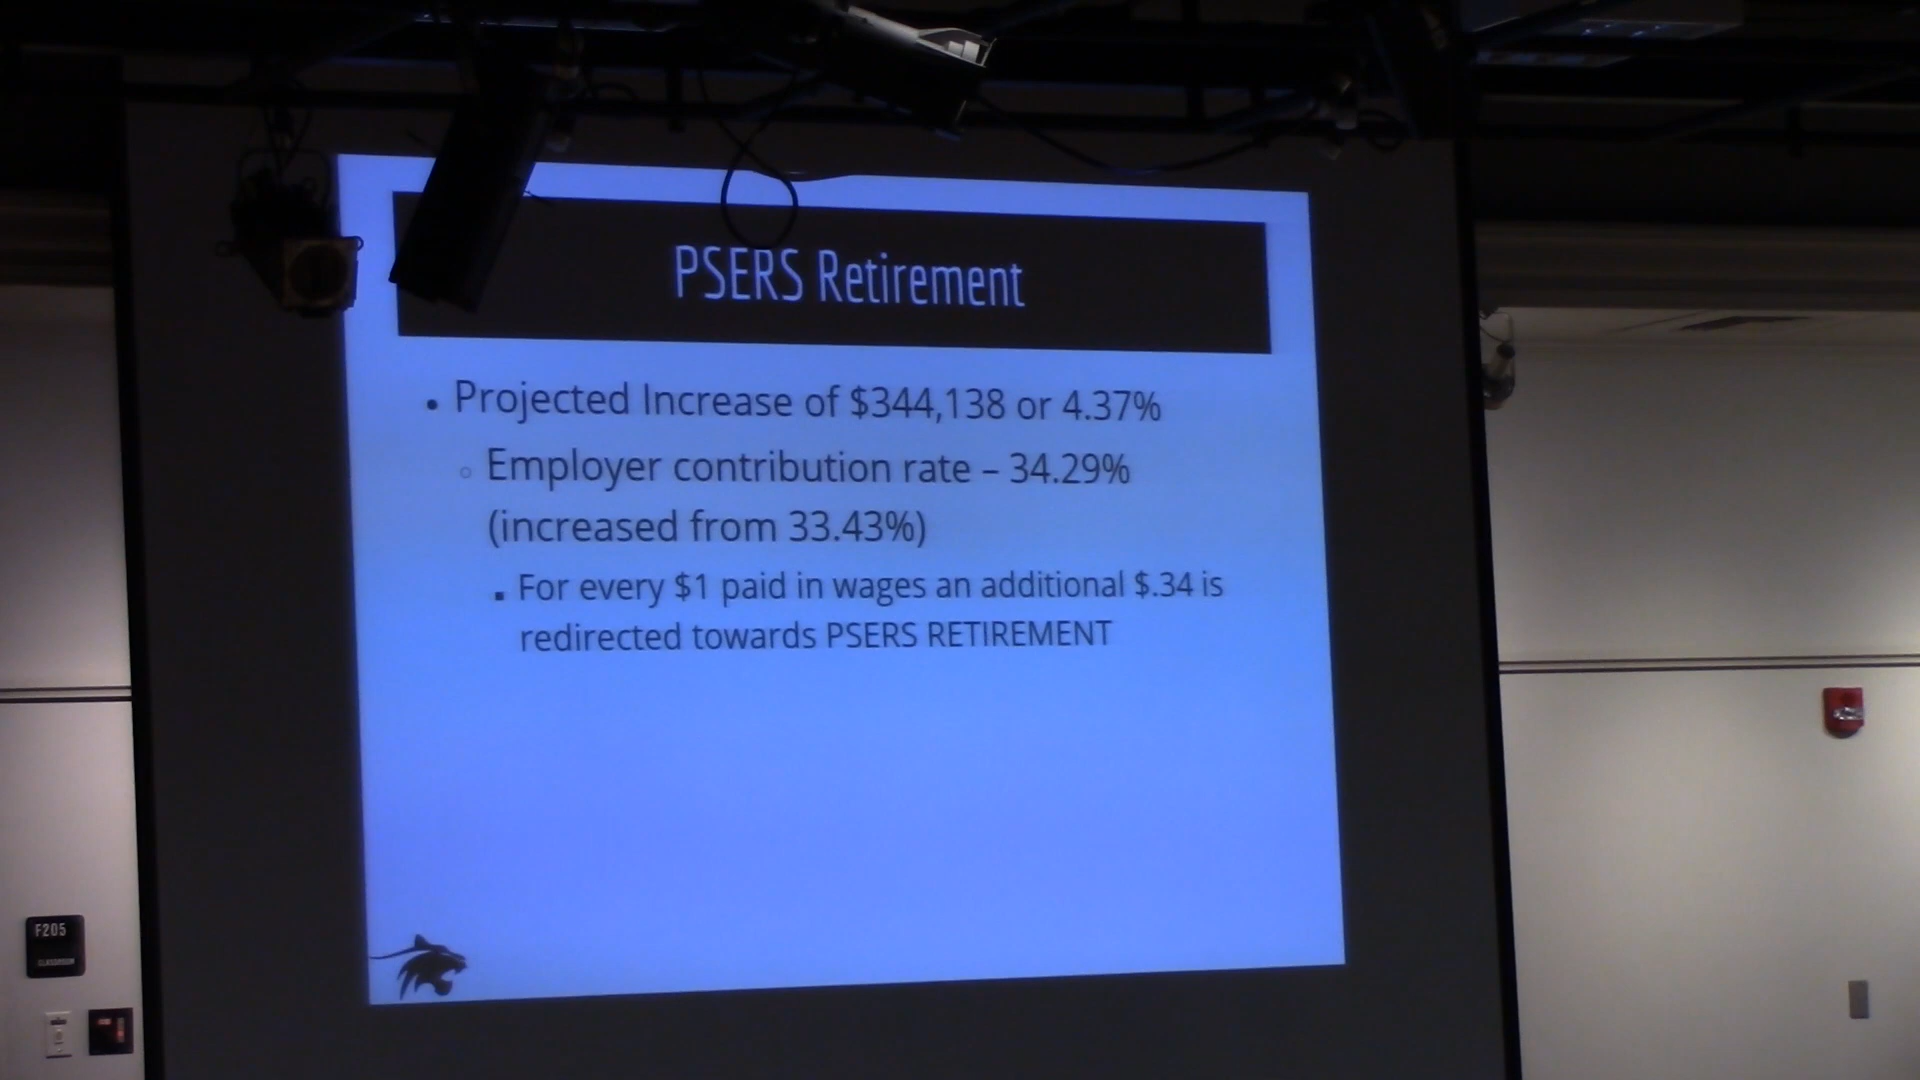 PSERS Retirement
• Projected Increase of $344,138 or 4.37%
○ Employer contribution rate – 34.29%
(increased from 33.43%)
▪ For every $1 paid in wages an additional $.34 is
redirected towards PSERS RETIREMENT
F205
CLASSROOM